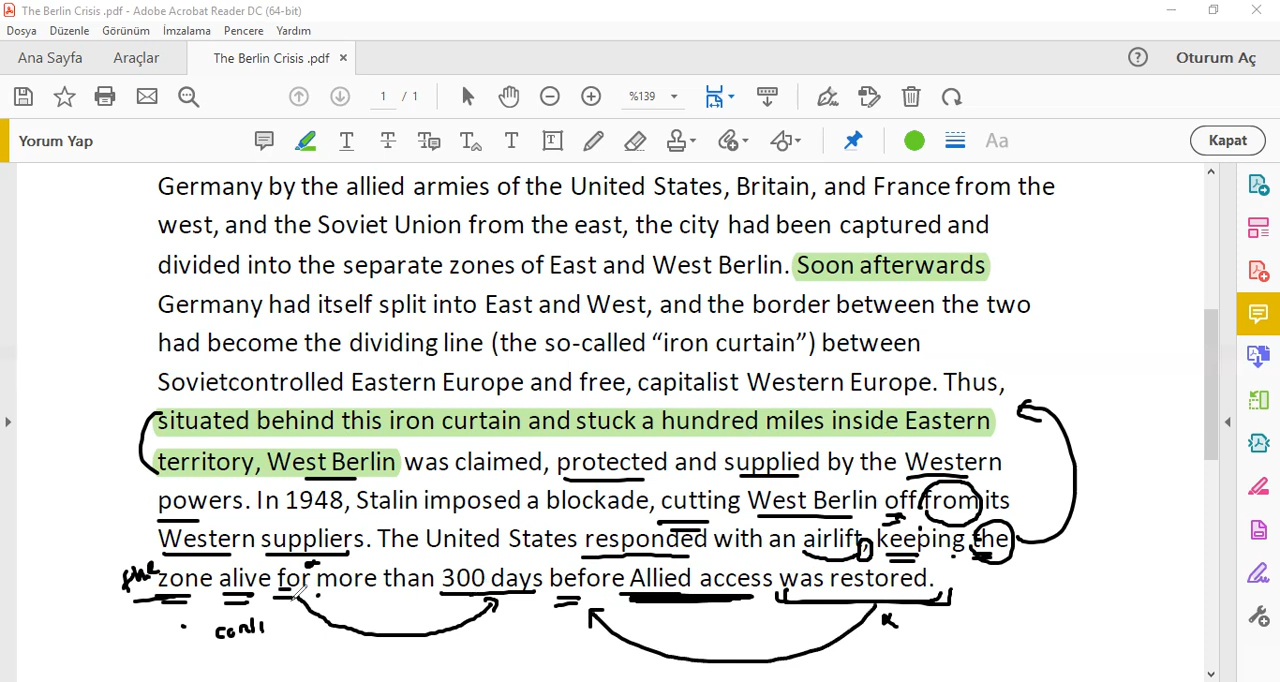 The Berlin Crisis .pdf - Adobe Acrobat Reader DC (64-bit)
Dosya Düzenle Görünüm İmzalama Pencere Yardım
Ana Sayfa Araçlar The Berlin Crisis .pdf × Oturum Aç
1 / 1 %139
Yorum Yap Aa Kapat
Germany by the allied armies of the United States, Britain, and France from the
west, and the Soviet Union from the east, the city had been captured and
divided into the separate zones of East and West Berlin. Soon afterwards
Germany had itself split into East and West, and the border between the two
had become the dividing line (the so-called “iron curtain”) between
Sovietcontrolled Eastern Europe and free, capitalist Western Europe. Thus,
situated behind this iron curtain and stuck a hundred miles inside Eastern
territory, West Berlin was claimed, protected and supplied by the Western
powers. In 1948, Stalin imposed a blockade, cutting West Berlin off from its
Western suppliers. The United States responded with an airlift, keeping the
the zone alive for more than 300 days before Allied access was restored.